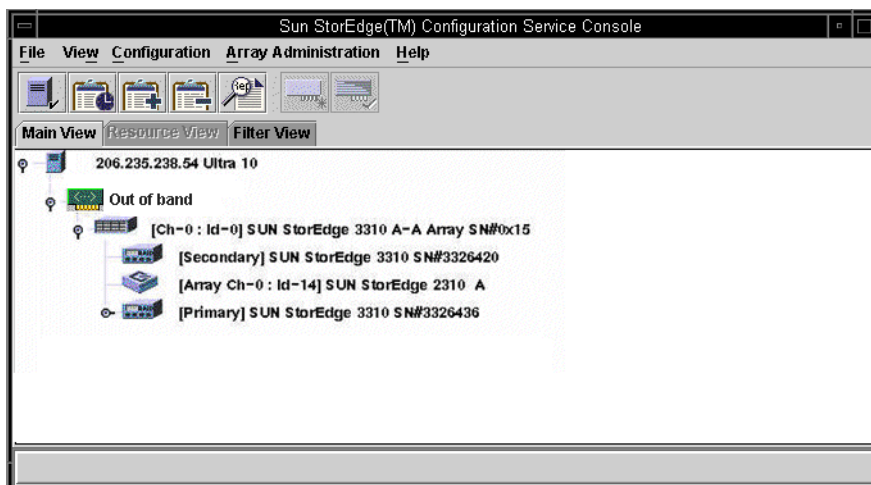 Sun StorEdge(TM) Configuration Service Console
File View Configuration Array Administration Help
Rep
Main View Resource View Filter View
206.235.238.54 Ultra 10
Out of band
[Ch-0 : Id-0] SUN StorEdge 3310 A-A Array SN#0x15
[Secondary] SUN StorEdge 3310 SN#3326420
[Array Ch-0 : Id-14] SUN StorEdge 2310 A
[Primary] SUN StorEdge 3310 SN#3326436